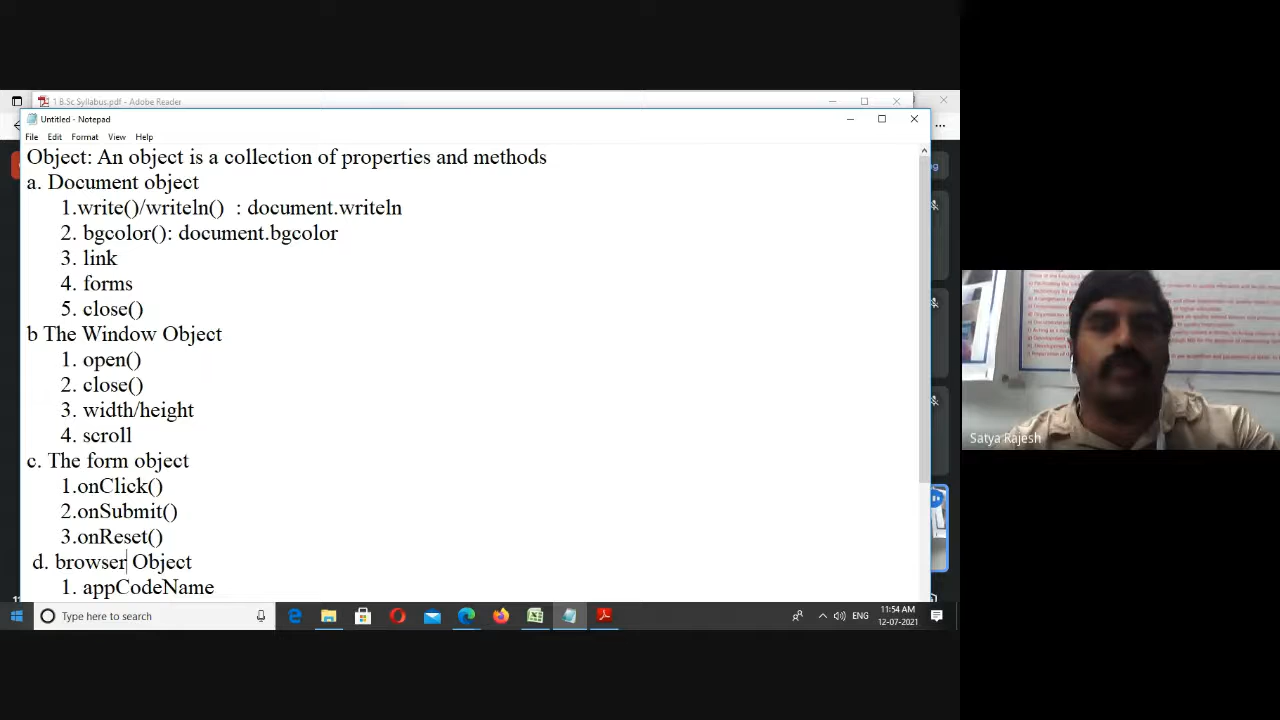 1 B.Sc Syllabus.pdf - Adobe Reader
Untitled - Notepad
File Edit Format View Help
Object: An object is a collection of properties and methods
a. Document object
1.write()/writeln()  : document.writeln
2. bgcolor(): document.bgcolor
3. link
4. forms
5. close()
b The Window Object
1. open()
2. close()
3. width/height
4. scroll
c. The form object
1.onClick()
2.onSubmit()
3.onReset()
d. browser Object
1. appCodeName
Satya Rajesh
Type here to search
ENG
11:54 AM
12-07-2021